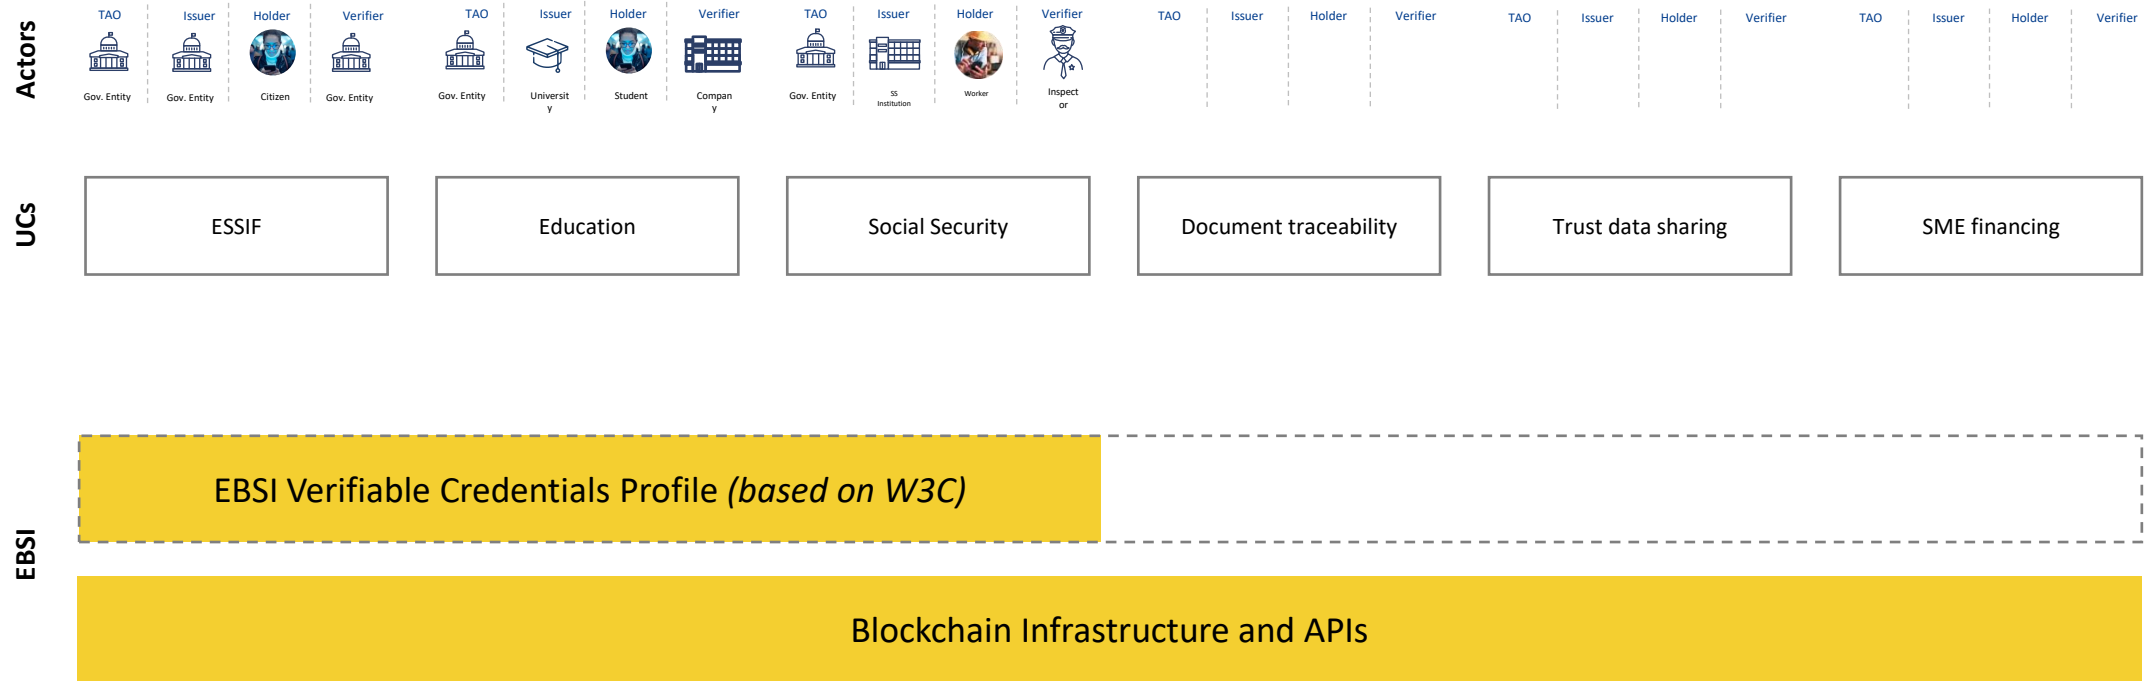 Actors
TAO Issuer Holder Verifier TAO Issuer Holder Verifier TAO Issuer Holder Verifier TAO Issuer Holder Verifier TAO Issuer Holder Verifier TAO Issuer Holder Verifier
Gov. Entity Gov. Entity Citizen Gov. Entity Gov. Entity Universit
y Student Compan
y Gov. Entity SS
Institution Worker Inspect
or
UCs
ESSIF Education Social Security Document traceability Trust data sharing SME financing
EBSI
EBSI Verifiable Credentials Profile (based on W3C)
Blockchain Infrastructure and APIs